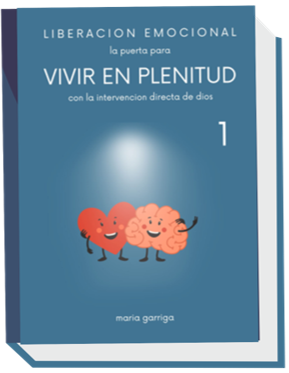 LIBERACION EMOCIONAL
la puerta para
VIVIR EN PLENITUD
con la intervencion directa de dios
1
maria garriga